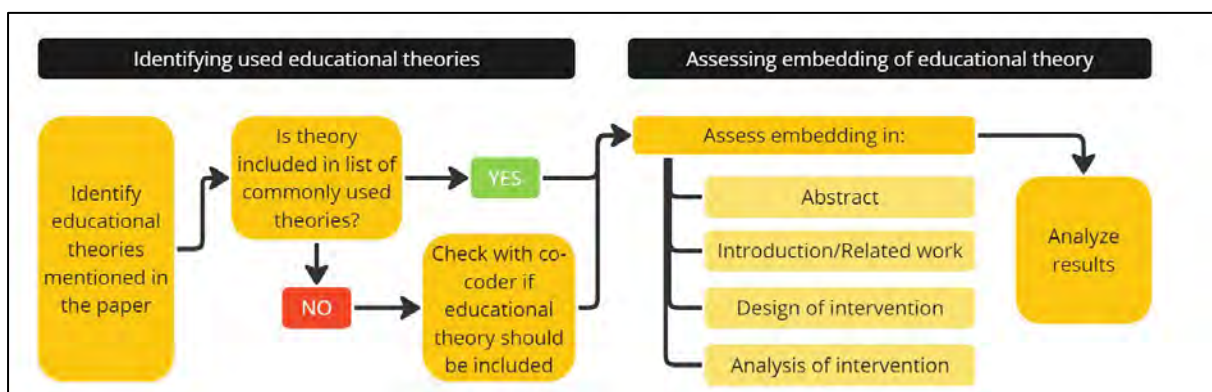 Identifying used educational theories
Assessing embedding of educational theory
Identify
educational
theories
mentioned in
the paper
Is theory
included in list of
commonly used
theories?
YES
NO
Check with co-
coder if
educational
theory should
be included
Assess embedding in:
Abstract
Introduction/Related work
Design of intervention
Analysis of intervention
Analyze
results